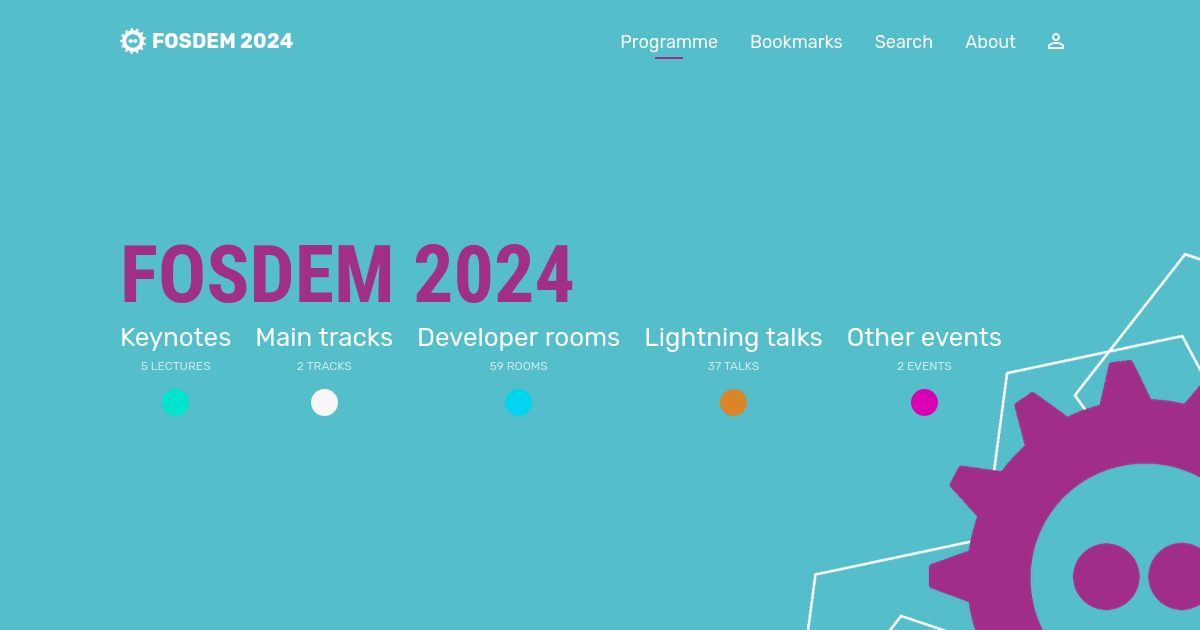 FOSDEM 2024
Programme Bookmarks Search About
FOSDEM 2024
Keynotes Main tracks Developer rooms Lightning talks Other events
5 LECTURES 2 TRACKS 59 ROOMS 37 TALKS 2 EVENTS